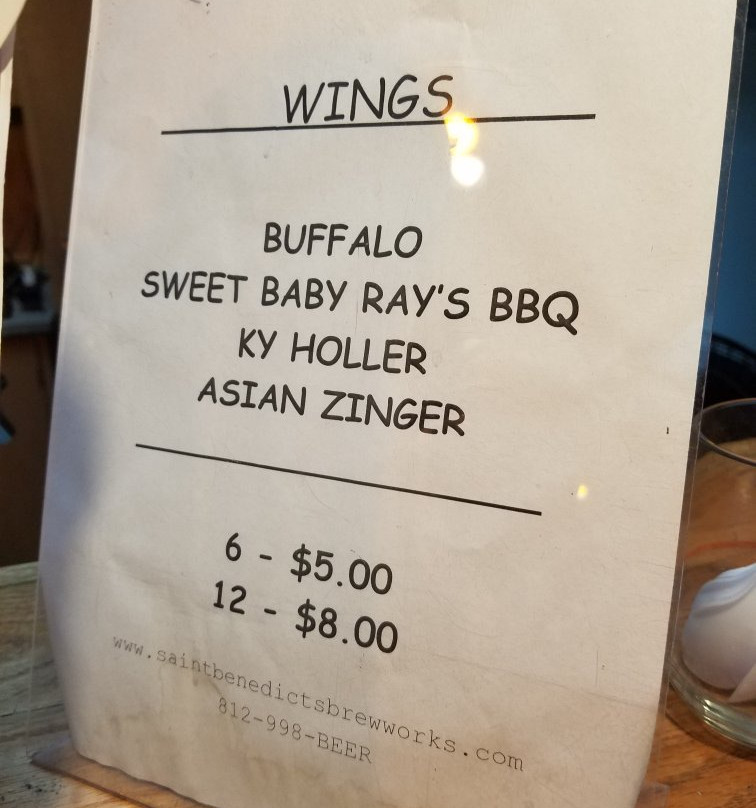 WINGS
BUFFALO
SWEET BABY RAY'S BBQ
KY HOLLER
ASIAN ZINGER
6 - $5.00
12 - $8.00
www.saintbenedictsbrewworks.com
812-998-BEER